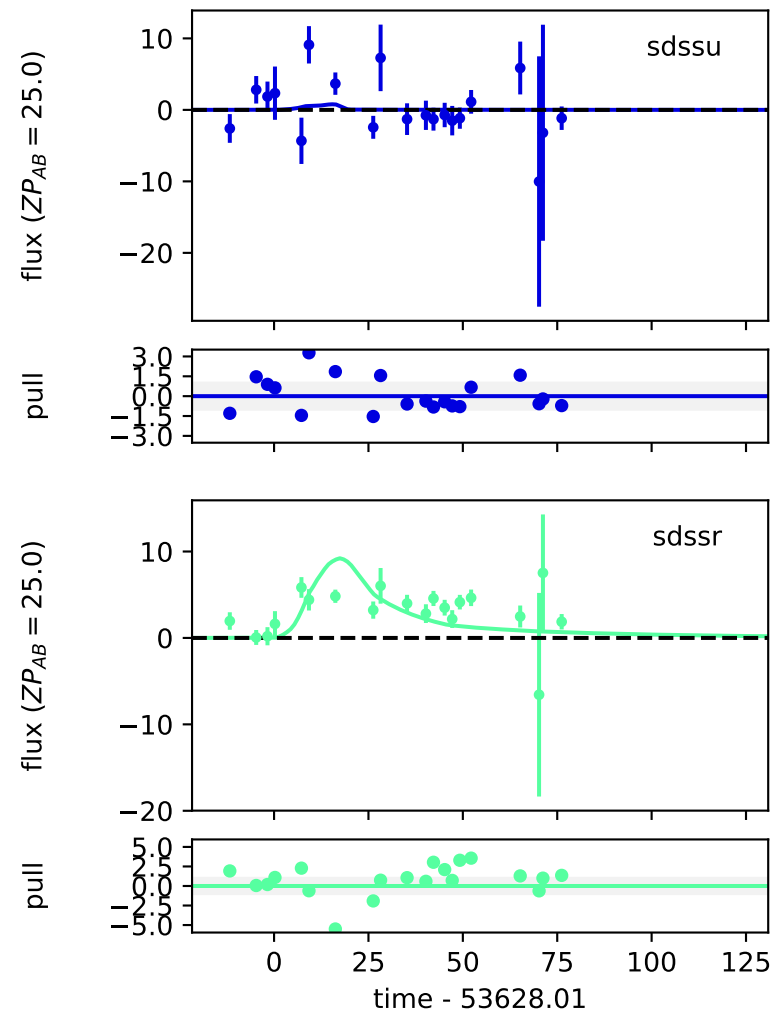 10
0
−10
−20
flux (ZP_AB = 25.0)
sdssu
3.0
1.5
0.0
−1.5
−3.0
pull
10
0
−10
−20
flux (ZP_AB = 25.0)
sdssr
5.0
2.5
0.0
−2.5
−5.0
pull
0 25 50 75 100 125
time - 53628.01